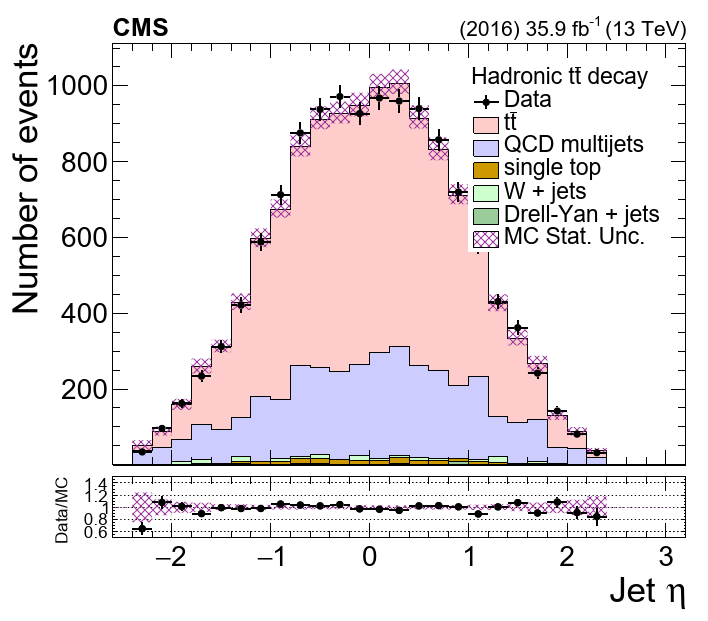 CMS (2016) 35.9 fb⁻¹ (13 TeV)
Number of events
1000
800
600
400
200
Hadronic tt̄ decay
Data
tt̄
QCD multijets
single top
W + jets
Drell-Yan + jets
MC Stat. Unc.
Data/MC
1.4
1.2
1
0.8
0.6
−2 −1 0 1 2 3
Jet η